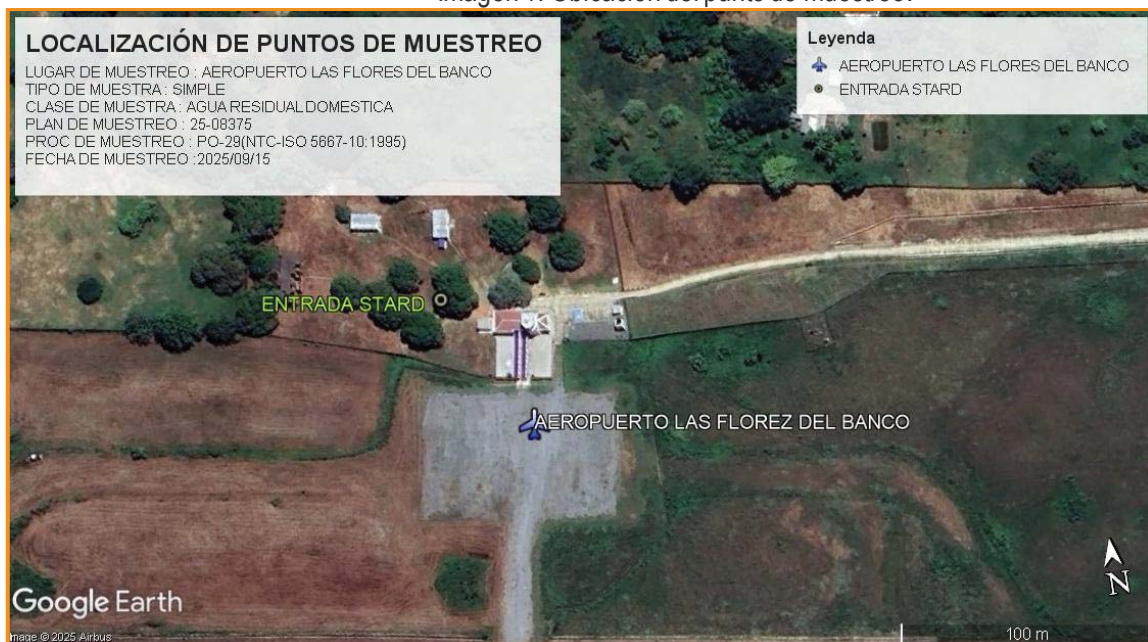 LOCALIZACIÓN DE PUNTOS DE MUESTREO
LUGAR DE MUESTREO : AEROPUERTO LAS FLORES DEL BANCO
TIPO DE MUESTRA : SIMPLE
CLASE DE MUESTRA : AGUA RESIDUAL DOMESTICA
PLAN DE MUESTREO : 25-08375
PROC DE MUESTREO : PO-29(NTC-ISO 5667-10:1995)
FECHA DE MUESTREO :2025/09/15
Leyenda
AEROPUERTO LAS FLORES DEL BANCO
ENTRADA STARD
ENTRADA STARD
AEROPUERTO LAS FLOREZ DEL BANCO
N
Google Earth
Image © 2025 Airbus
100 m